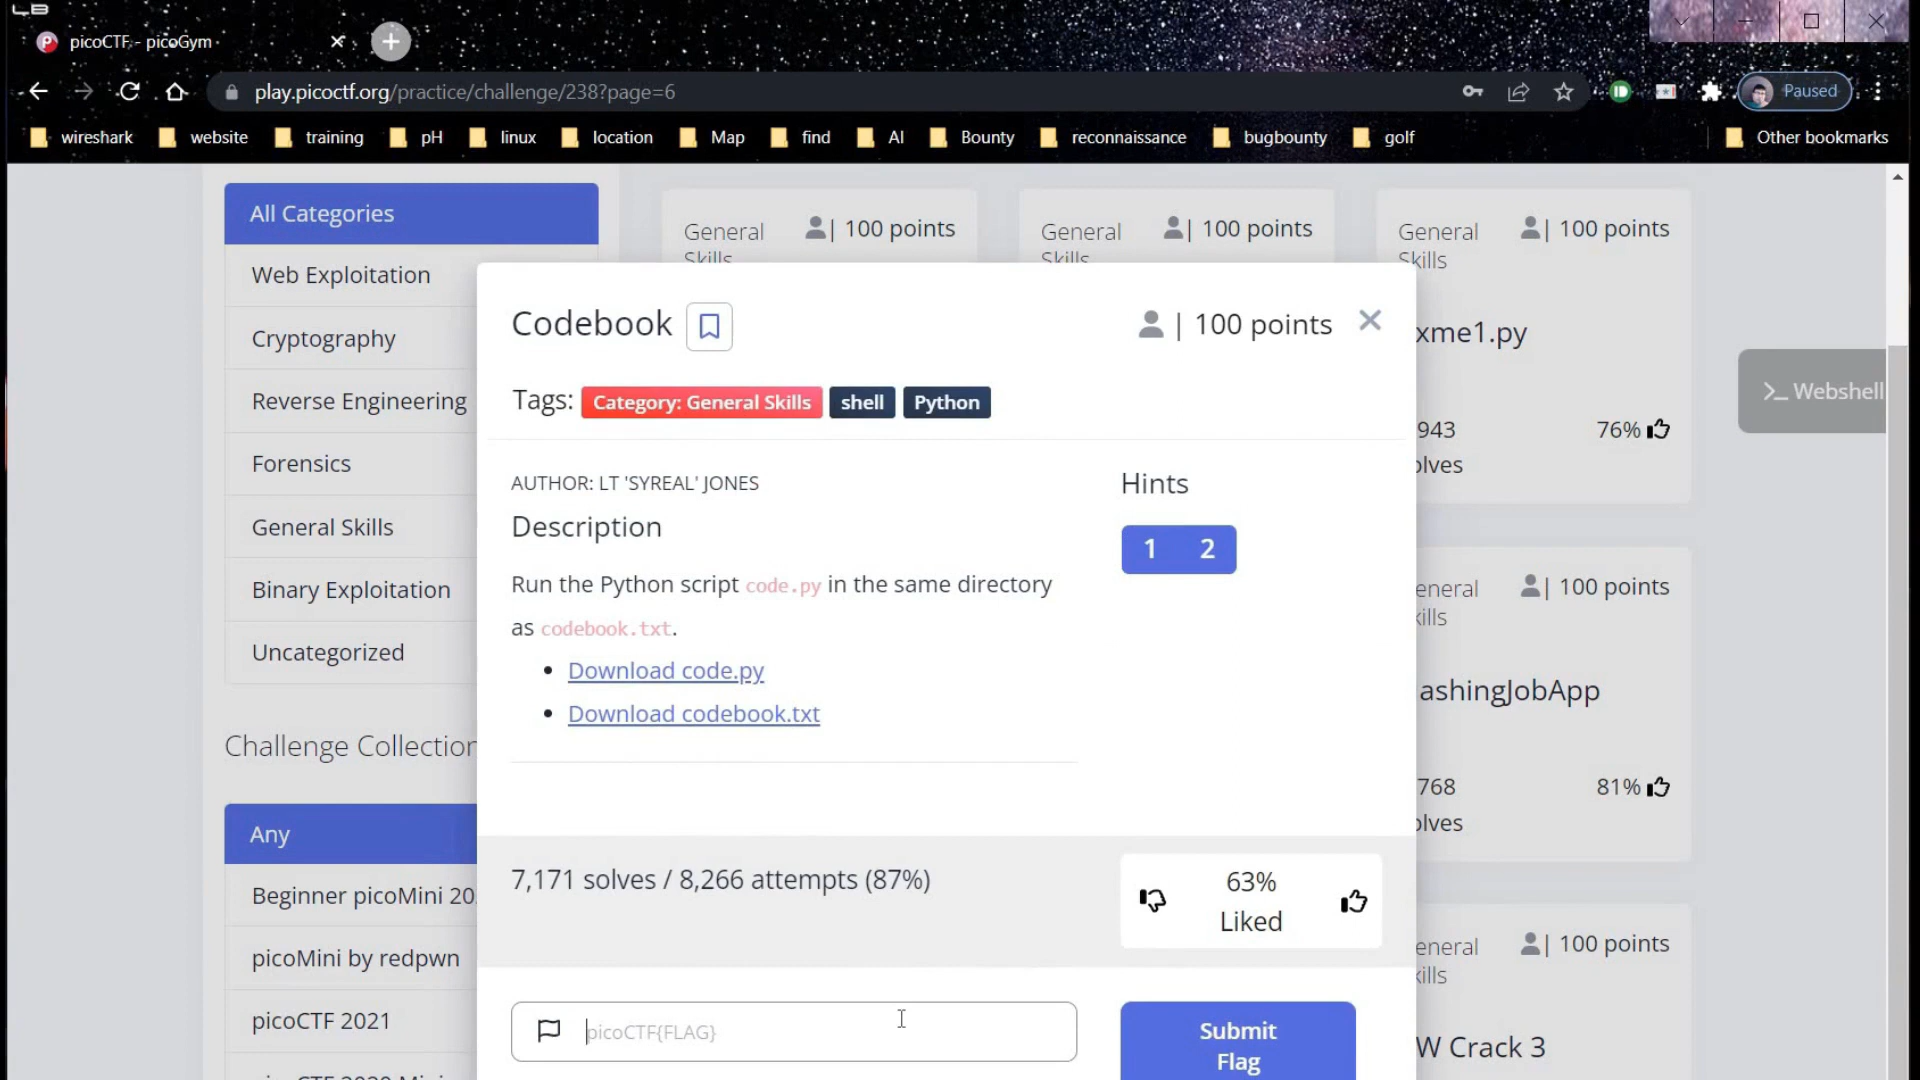 picoCTF - picoGym
play.picoctf.org/practice/challenge/238?page=6
Paused
wireshark website training pH linux location Map find AI Bounty reconnaissance bugbounty golf Other bookmarks
All Categories
Web Exploitation
Cryptography
Reverse Engineering
Forensics
General Skills
Binary Exploitation
Uncategorized
Challenge Collection
Any
Beginner picoMini 20
picoMini by redpwn
picoCTF 2021
General
Skills
| 100 points
General
Skills
| 100 points
General
Skills
| 100 points
xme1.py
943
76%
olves
eneral
kills
| 100 points
ashingJobApp
768
81%
olves
eneral
kills
| 100 points
W Crack 3
>_ Webshell
Codebook
| 100 points
Tags: Category: General Skills shell Python
AUTHOR: LT 'SYREAL' JONES
Description
Run the Python script code.py in the same directory
as codebook.txt.
• Download code.py
• Download codebook.txt
Hints
1 2
7,171 solves / 8,266 attempts (87%)
63%
Liked
picoCTF{FLAG}
Submit
Flag